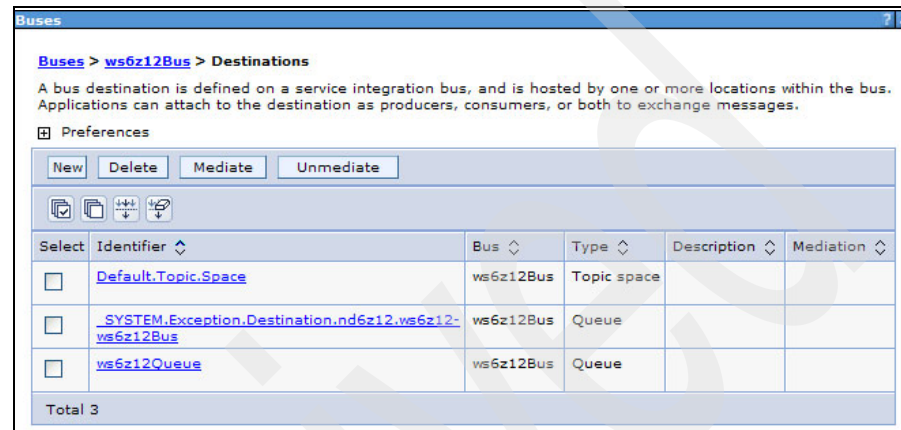 Buses ?
Buses > ws6z12Bus > Destinations
A bus destination is defined on a service integration bus, and is hosted by one or more locations within the bus.
Applications can attach to the destination as producers, consumers, or both to exchange messages.
Preferences
New Delete Mediate Unmediate
Select Identifier Bus Type Description Mediation
Default.Topic.Space ws6z12Bus Topic space
_SYSTEM.Exception.Destination.nd6z12.ws6z12- ws6z12Bus Queue
ws6z12Bus
ws6z12Queue ws6z12Bus Queue
Total 3